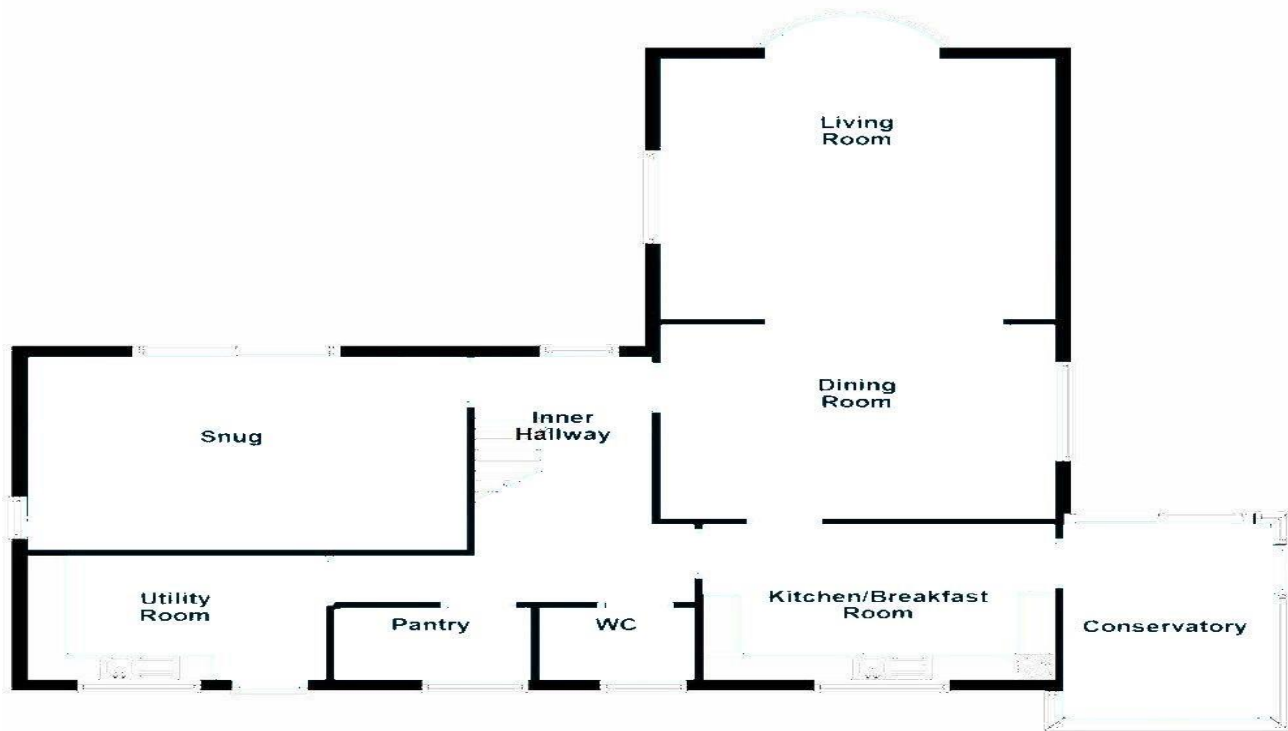 Living
Room
Dining
Room
Inner
Hallway
Snug
Utility
Room
Pantry
WC
Kitchen/Breakfast
Room
Conservatory